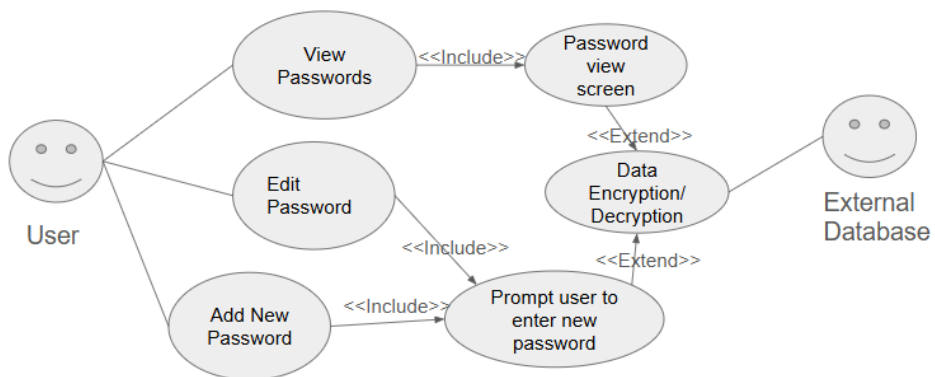 View
Passwords
<<Include>>
Password
view
screen
<<Extend>>
Data
Encryption/
Decryption
External
Database
User
Edit
Password
<<Include>>
<<Extend>>
Add New
Password
<<Include>>
Prompt user to
enter new
password